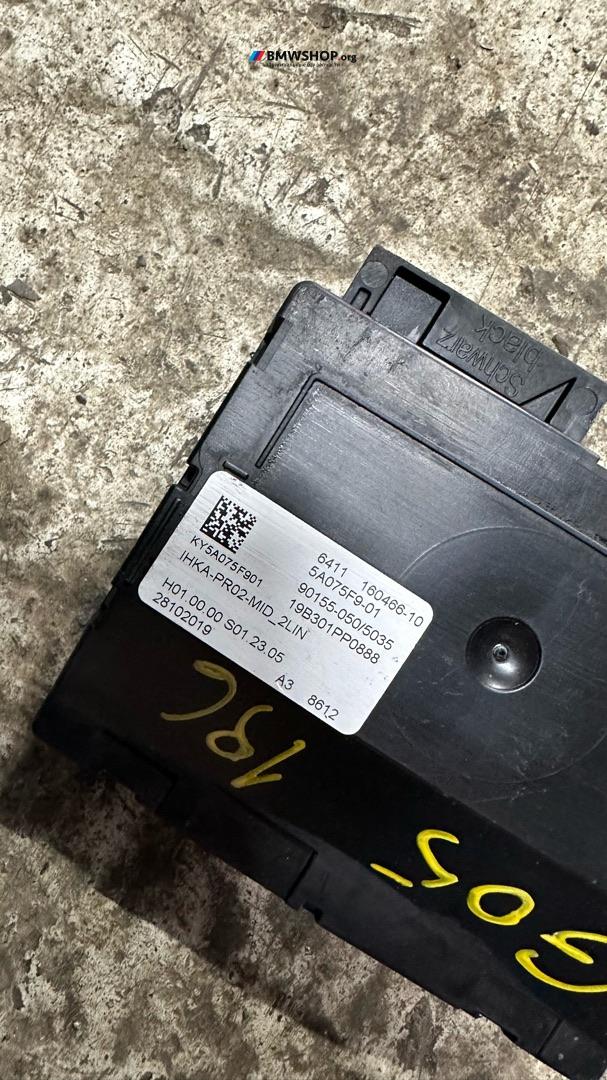 BMWSHOP.org
Schwarz
black
KY5A075F901
6411 160466-10
5A075F9-01
90155-050/5035
IHKA-PR02-MID_2LIN
19B301PP0888
H01.00.00 S01.23.05
28102019
A3 8612
G05-